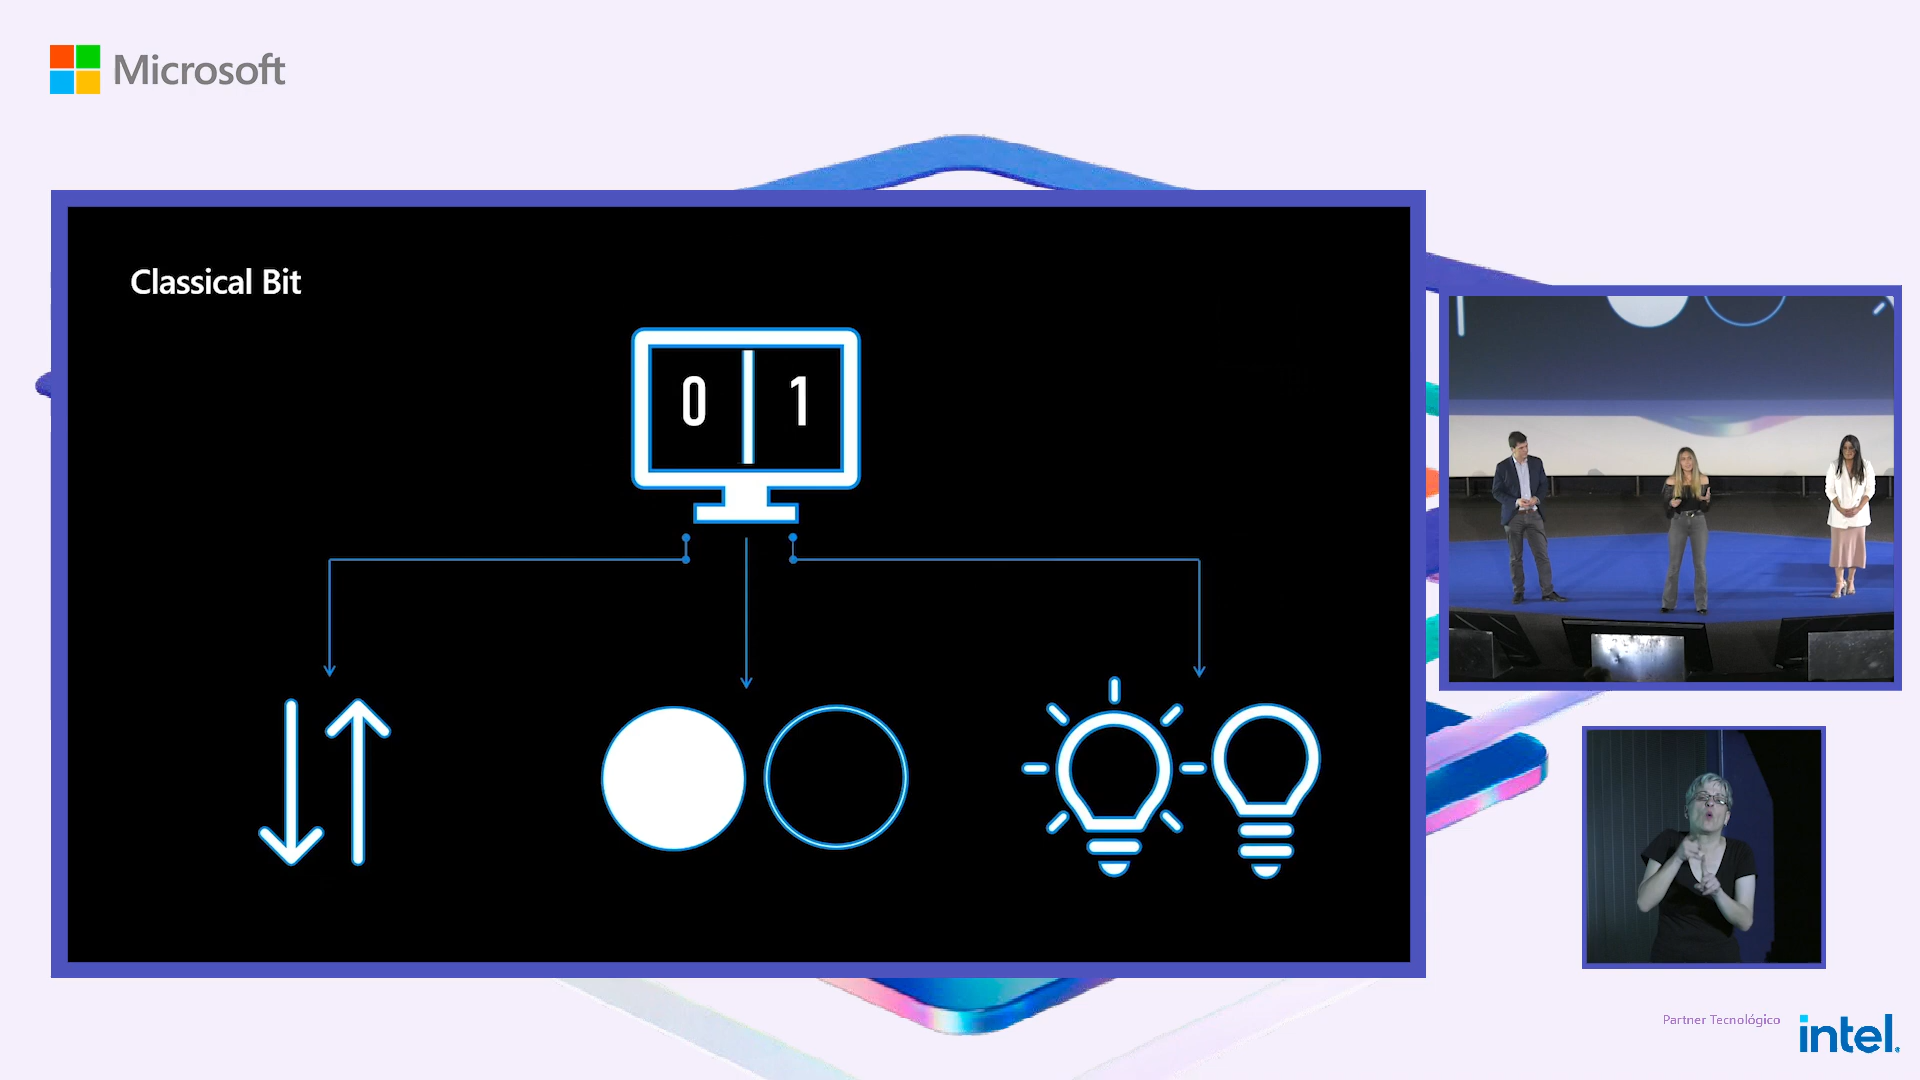 Microsoft
Classical Bit
0 1
Partner Tecnológico
intel.